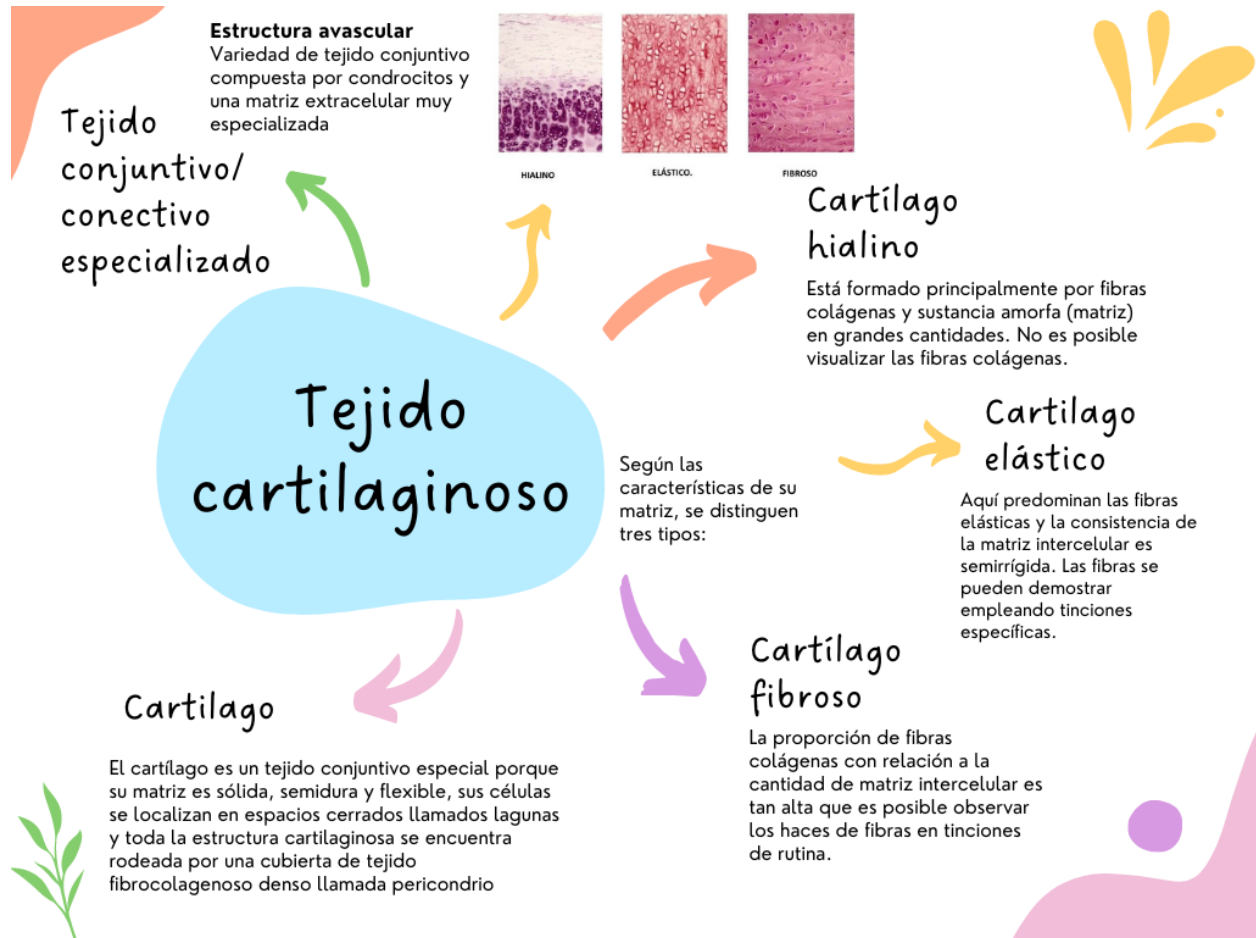 Estructura avascular
Variedad de tejido conjuntivo
compuesta por condrocitos y
una matriz extracelular muy
especializada
Tejido
conjuntivo/
conectivo
especializado
HIALINO
ELÁSTICO.
FIBROSO
Cartílago
hialino
Está formado principalmente por fibras
colágenas y sustancia amorfa (matriz)
en grandes cantidades. No es posible
visualizar las fibras colágenas.
Tejido
cartilaginoso
Según las
características de su
matriz, se distinguen
tres tipos:
Cartilago
elástico
Aquí predominan las fibras
elásticas y la consistencia de
la matriz intercelular es
semirrígida. Las fibras se
pueden demostrar
empleando tinciones
específicas.
Cartílago
fibroso
La proporción de fibras
colágenas con relación a la
cantidad de matriz intercelular es
tan alta que es posible observar
los haces de fibras en tinciones
de rutina.
Cartilago
El cartílago es un tejido conjuntivo especial porque
su matriz es sólida, semidura y flexible, sus células
se localizan en espacios cerrados llamados lagunas
y toda la estructura cartilaginosa se encuentra
rodeada por una cubierta de tejido
fibrocolagenoso denso llamada pericondrio